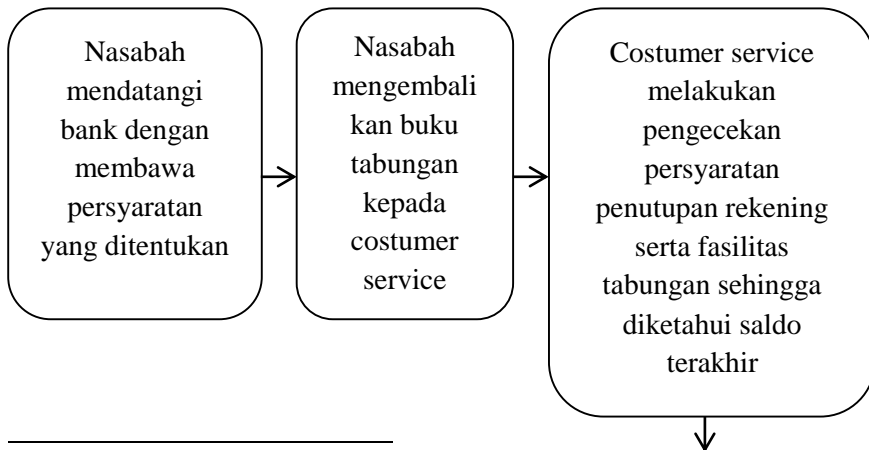 Nasabah
mendatangi
bank dengan
membawa
persyaratan
yang ditentukan
Nasabah
mengembali
kan buku
tabungan
kepada
costumer
service
Costumer service
melakukan
pengecekan
persyaratan
penutupan rekening
serta fasilitas
tabungan sehingga
diketahui saldo
terakhir